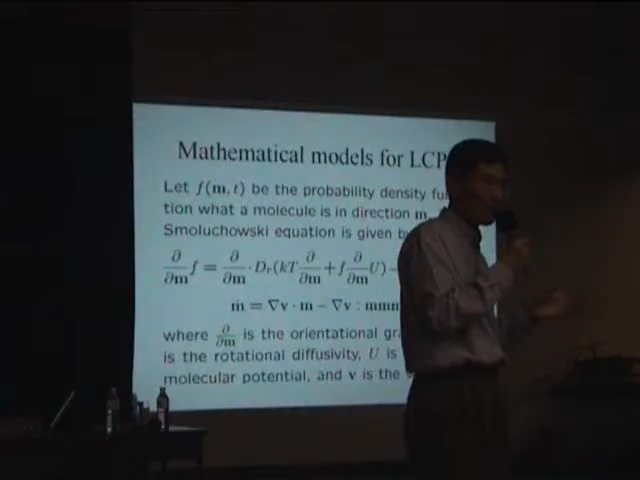 Mathematical models for LCP
Let f(m, t) be the probability density fu
tion what a molecule is in direction m
Smoluchowski equation is given b
∂/∂m f = ∂/∂m · Dr(kT ∂/∂m + f ∂/∂m U) −
ṁ = ∇v · m − ∇v : mmm
where ∂/∂m is the orientational gr
is the rotational diffusivity, U is
molecular potential, and v is the